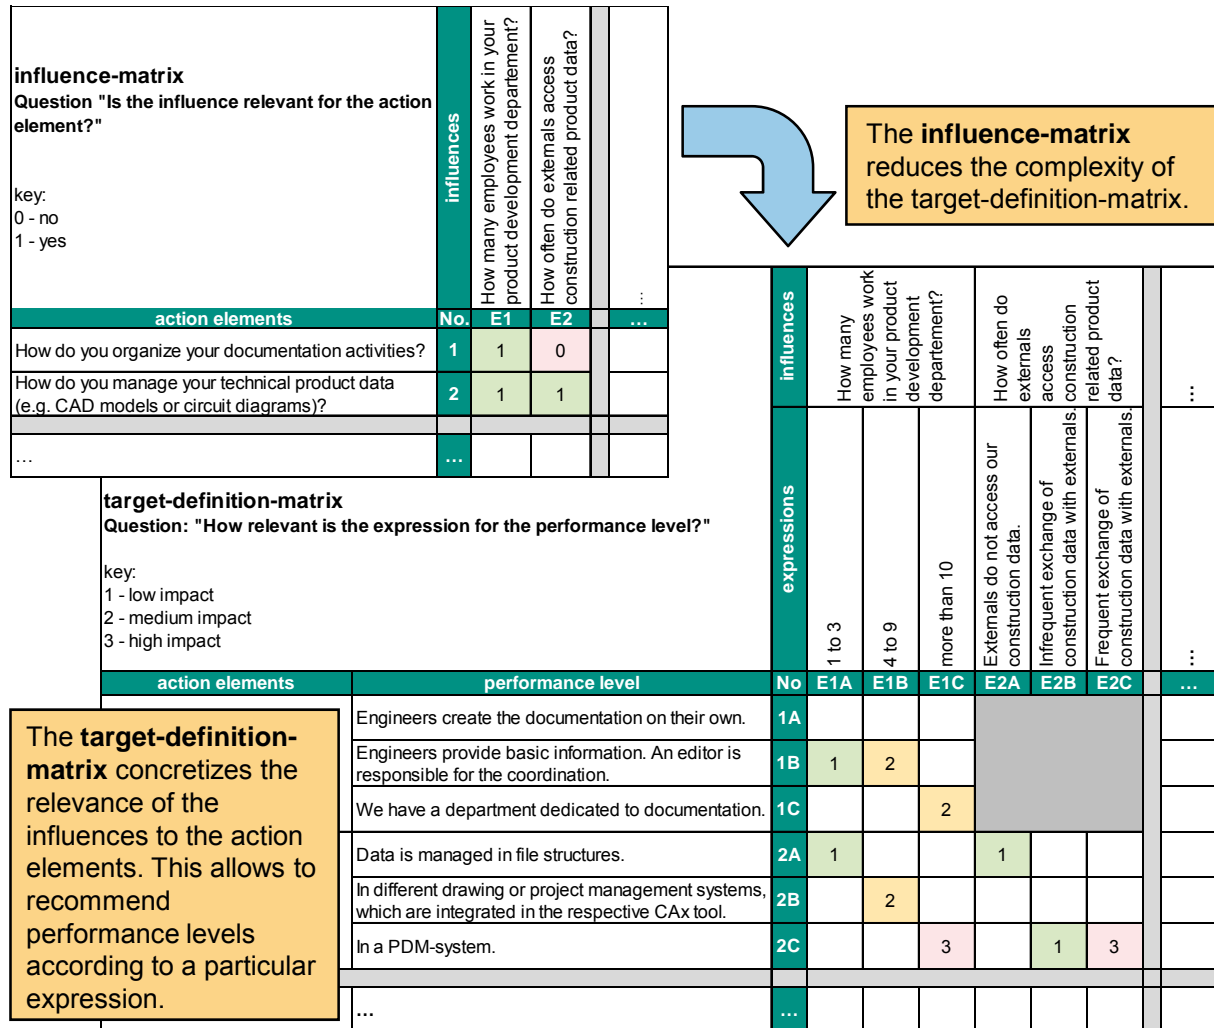 influence-matrix
Question "Is the influence relevant for the action
element?"
key:
0 - no
1 - yes
influences
How many employees work in your
product development departement?
How often do externals access
construction related product data?
...
action elements No. E1 E2 ...
How do you organize your documentation activities? 1 1 0
How do you manage your technical product data
(e.g. CAD models or circuit diagrams)? 2 1 1
... ...
The influence-matrix
reduces the complexity of
the target-definition-matrix.
target-definition-matrix
Question: "How relevant is the expression for the performance level?"
key:
1 - low impact
2 - medium impact
3 - high impact
influences
How many
employees work
in your product
development
departement?
How often do
externals
access
construction
related product
data?
...
expressions
1 to 3
4 to 9
more than 10
Externals do not access our
construction data.
Infrequent exchange of
construction data with externals.
Frequent exchange of
construction data with externals.
...
action elements performance level No E1A E1B E1C E2A E2B E2C ...
Engineers create the documentation on their own. 1A
Engineers provide basic information. An editor is
responsible for the coordination. 1B 1 2
We have a department dedicated to documentation. 1C 2
Data is managed in file structures. 2A 1 1
In different drawing or project management systems,
which are integrated in the respective CAx tool. 2B 2
In a PDM-system. 2C 3 1 3
... ...
The target-definition-
matrix concretizes the
relevance of the
influences to the action
elements. This allows to
recommend
performance levels
according to a particular
expression.